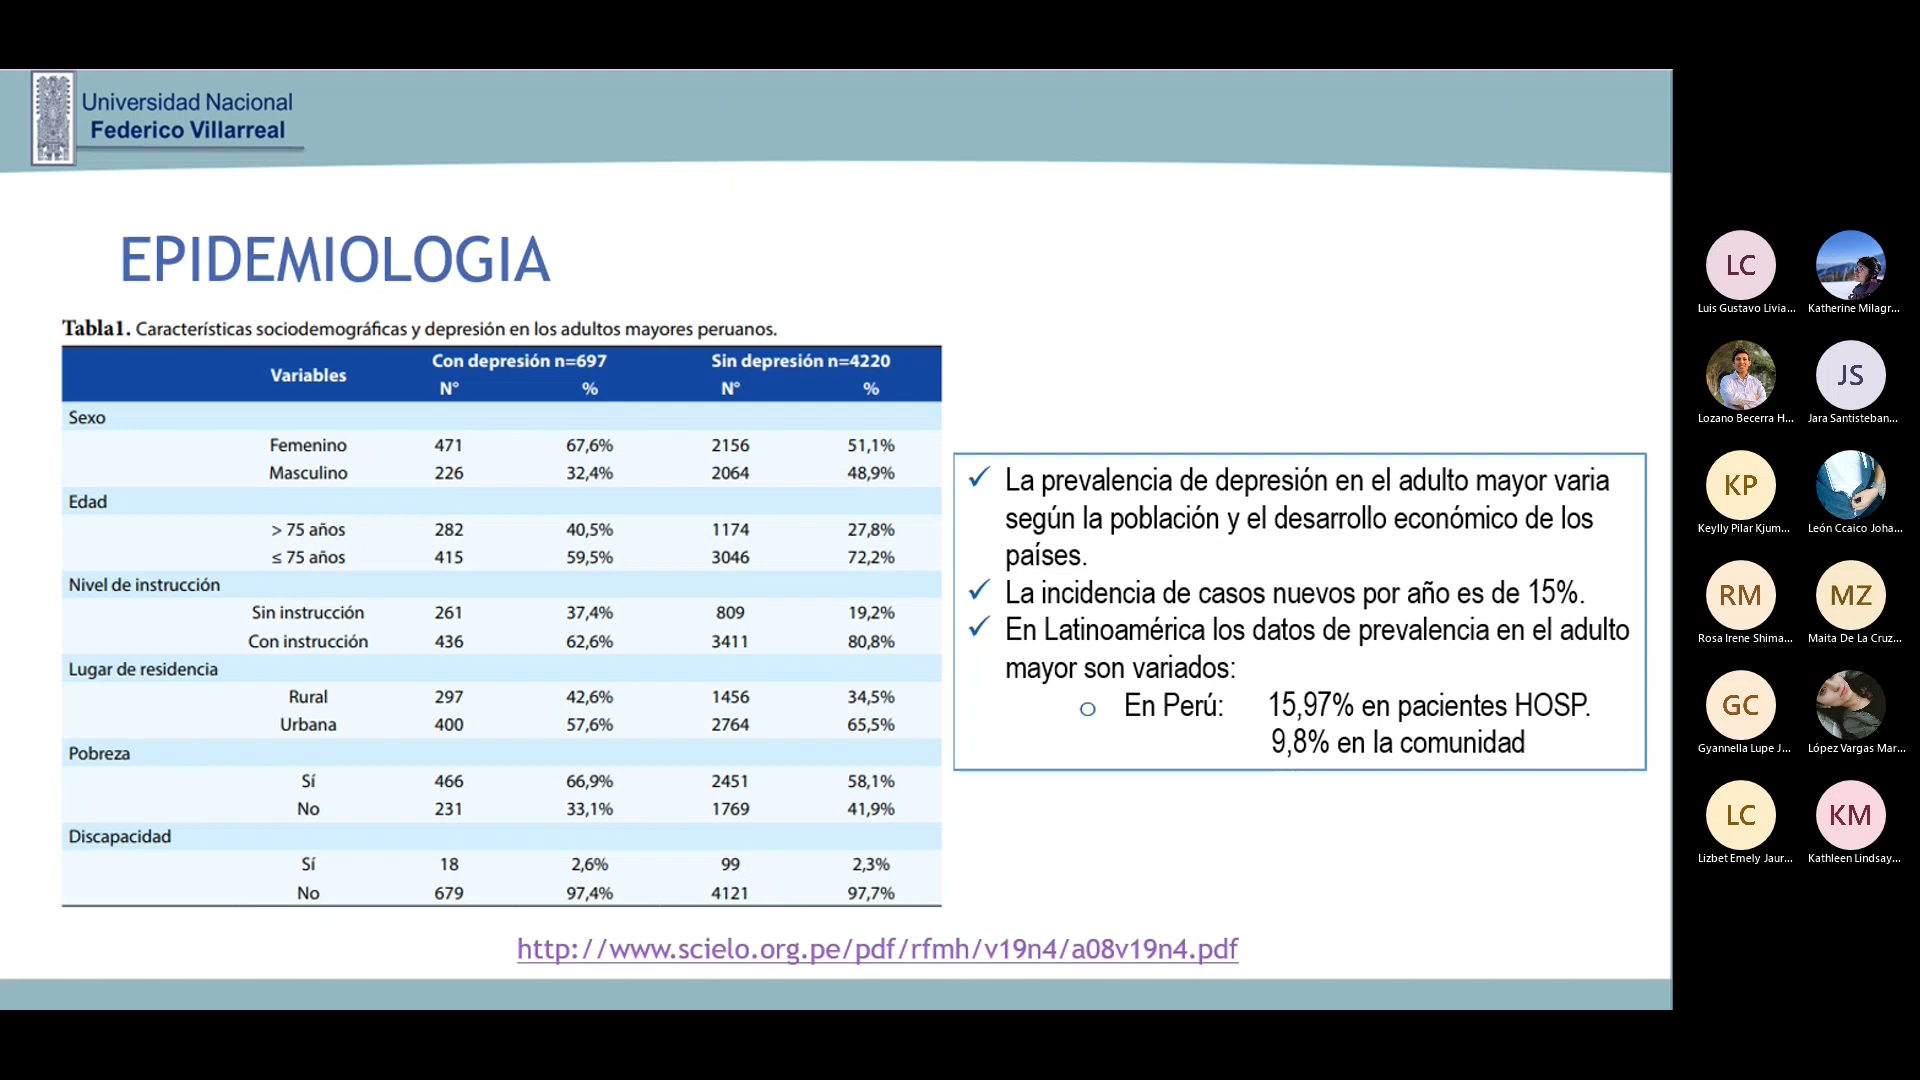 Universidad Nacional
Federico Villarreal
EPIDEMIOLOGIA
Tabla1. Características sociodemográficas y depresión en los adultos mayores peruanos.
Variables Con depresión n=697 Sin depresión n=4220
N° % N° %
Sexo
Femenino 471 67,6% 2156 51,1%
Masculino 226 32,4% 2064 48,9%
Edad
> 75 años 282 40,5% 1174 27,8%
≤ 75 años 415 59,5% 3046 72,2%
Nivel de instrucción
Sin instrucción 261 37,4% 809 19,2%
Con instrucción 436 62,6% 3411 80,8%
Lugar de residencia
Rural 297 42,6% 1456 34,5%
Urbana 400 57,6% 2764 65,5%
Pobreza
Sí 466 66,9% 2451 58,1%
No 231 33,1% 1769 41,9%
Discapacidad
Sí 18 2,6% 99 2,3%
No 679 97,4% 4121 97,7%
✓ La prevalencia de depresión en el adulto mayor varia
según la población y el desarrollo económico de los
países.
✓ La incidencia de casos nuevos por año es de 15%.
✓ En Latinoamérica los datos de prevalencia en el adulto
mayor son variados:
o En Perú: 15,97% en pacientes HOSP.
9,8% en la comunidad
http://www.scielo.org.pe/pdf/rfmh/v19n4/a08v19n4.pdf
LC
Luis Gustavo Livia... Katherine Milagr...
JS
Lozano Becerra H... Jara Santisteban...
KP
Keylly Pilar Kjum... León Ccaico Joha...
RM MZ
Rosa Irene Shima... Maita De La Cruz...
GC
Gyannella Lupe J... López Vargas Mar...
LC KM
Lizbet Emely Jaur... Kathleen Lindsay...